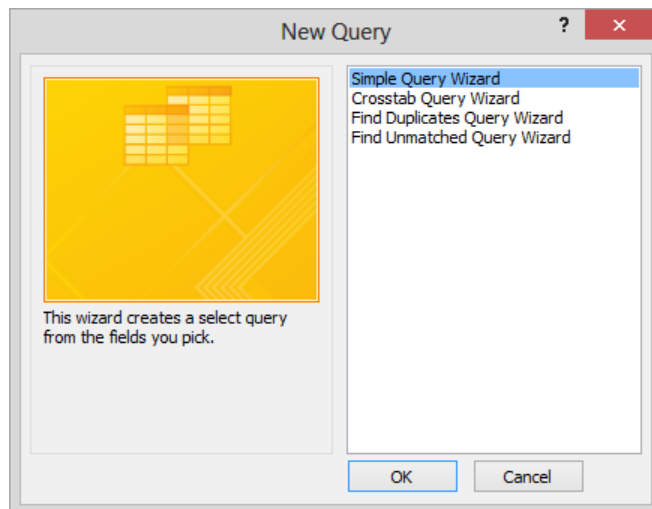 New Query
?
×
Simple Query Wizard
Crosstab Query Wizard
Find Duplicates Query Wizard
Find Unmatched Query Wizard
This wizard creates a select query
from the fields you pick.
OK
Cancel